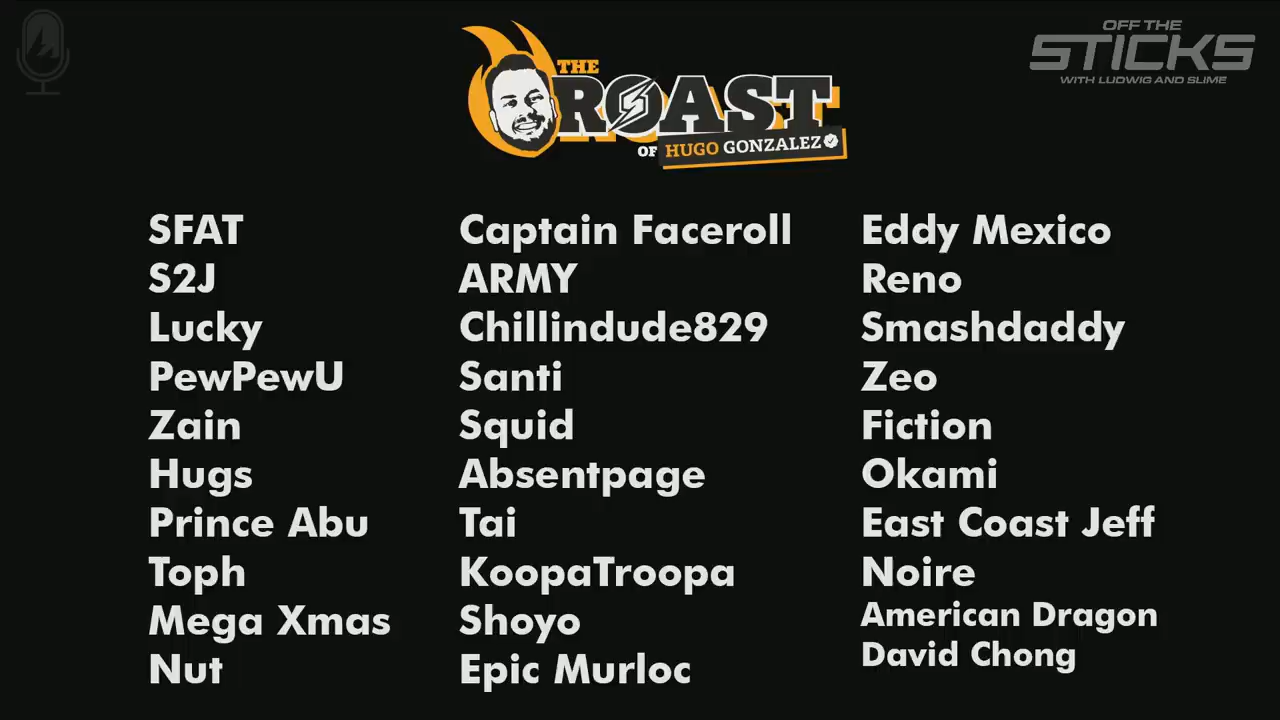 THE
ROAST
OF HUGO GONZALEZ
OFF THE
STICKS
WITH LUDWIG AND SLIME
SFAT
S2J
Lucky
PewPewU
Zain
Hugs
Prince Abu
Toph
Mega Xmas
Nut
Captain Faceroll
ARMY
Chillindude829
Santi
Squid
Absentpage
Tai
KoopaTroopa
Shoyo
Epic Murloc
Eddy Mexico
Reno
Smashdaddy
Zeo
Fiction
Okami
East Coast Jeff
Noire
American Dragon
David Chong